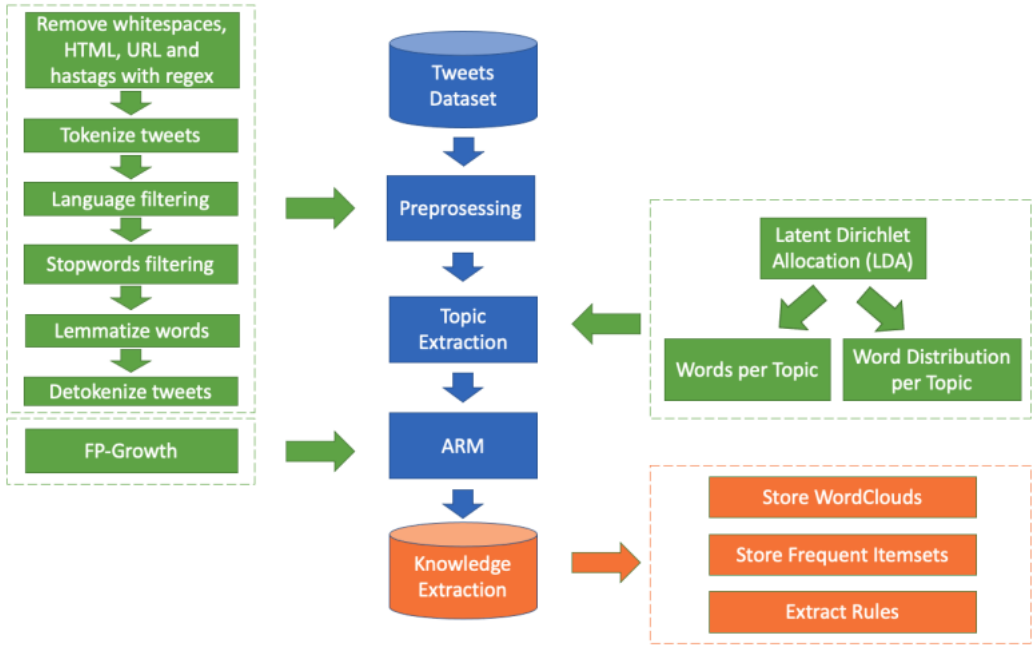 Remove whitespaces,
HTML, URL and
hastags with regex
Tokenize tweets
Language filtering
Stopwords filtering
Lemmatize words
Detokenize tweets
FP-Growth
Tweets
Dataset
Preprosessing
Topic
Extraction
ARM
Knowledge
Extraction
Latent Dirichlet
Allocation (LDA)
Words per Topic
Word Distribution
per Topic
Store WordClouds
Store Frequent Itemsets
Extract Rules